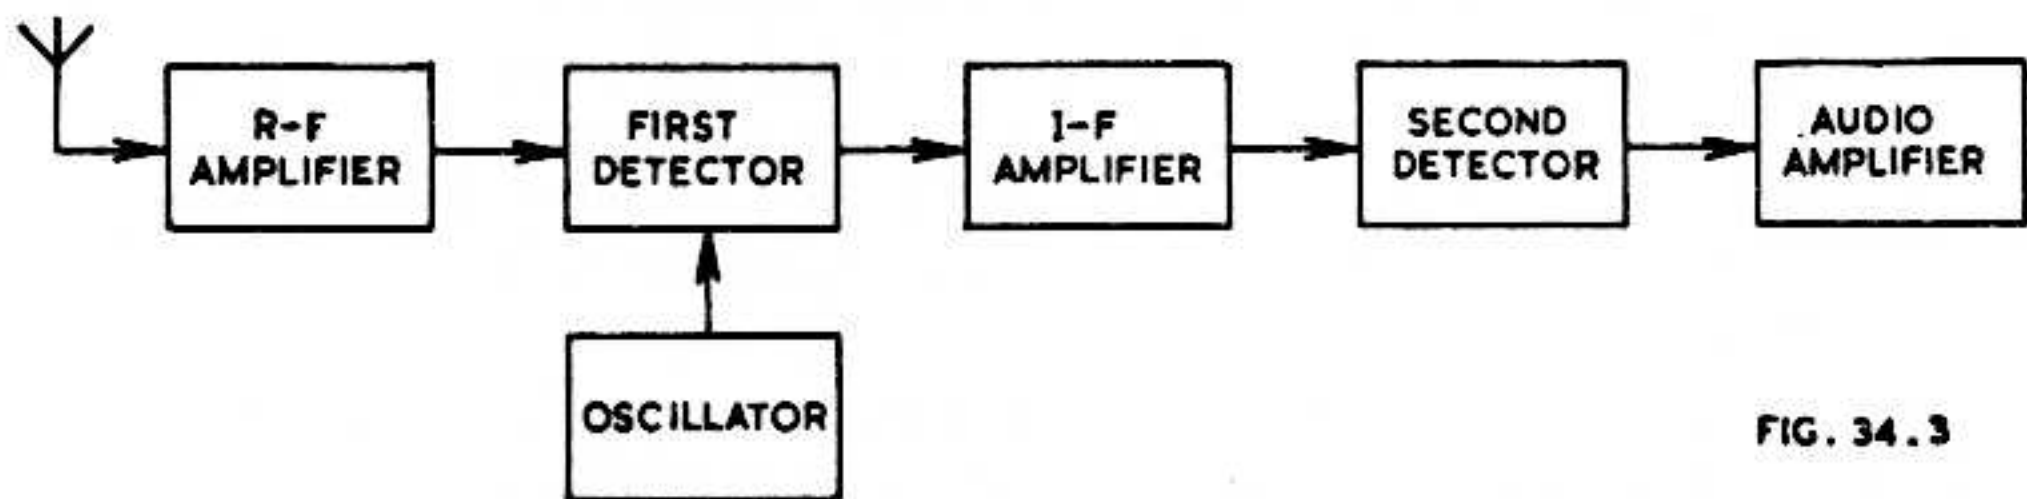 R-F
AMPLIFIER
FIRST
DETECTOR
I-F
AMPLIFIER
SECOND
DETECTOR
AUDIO
AMPLIFIER
OSCILLATOR
FIG. 34.3